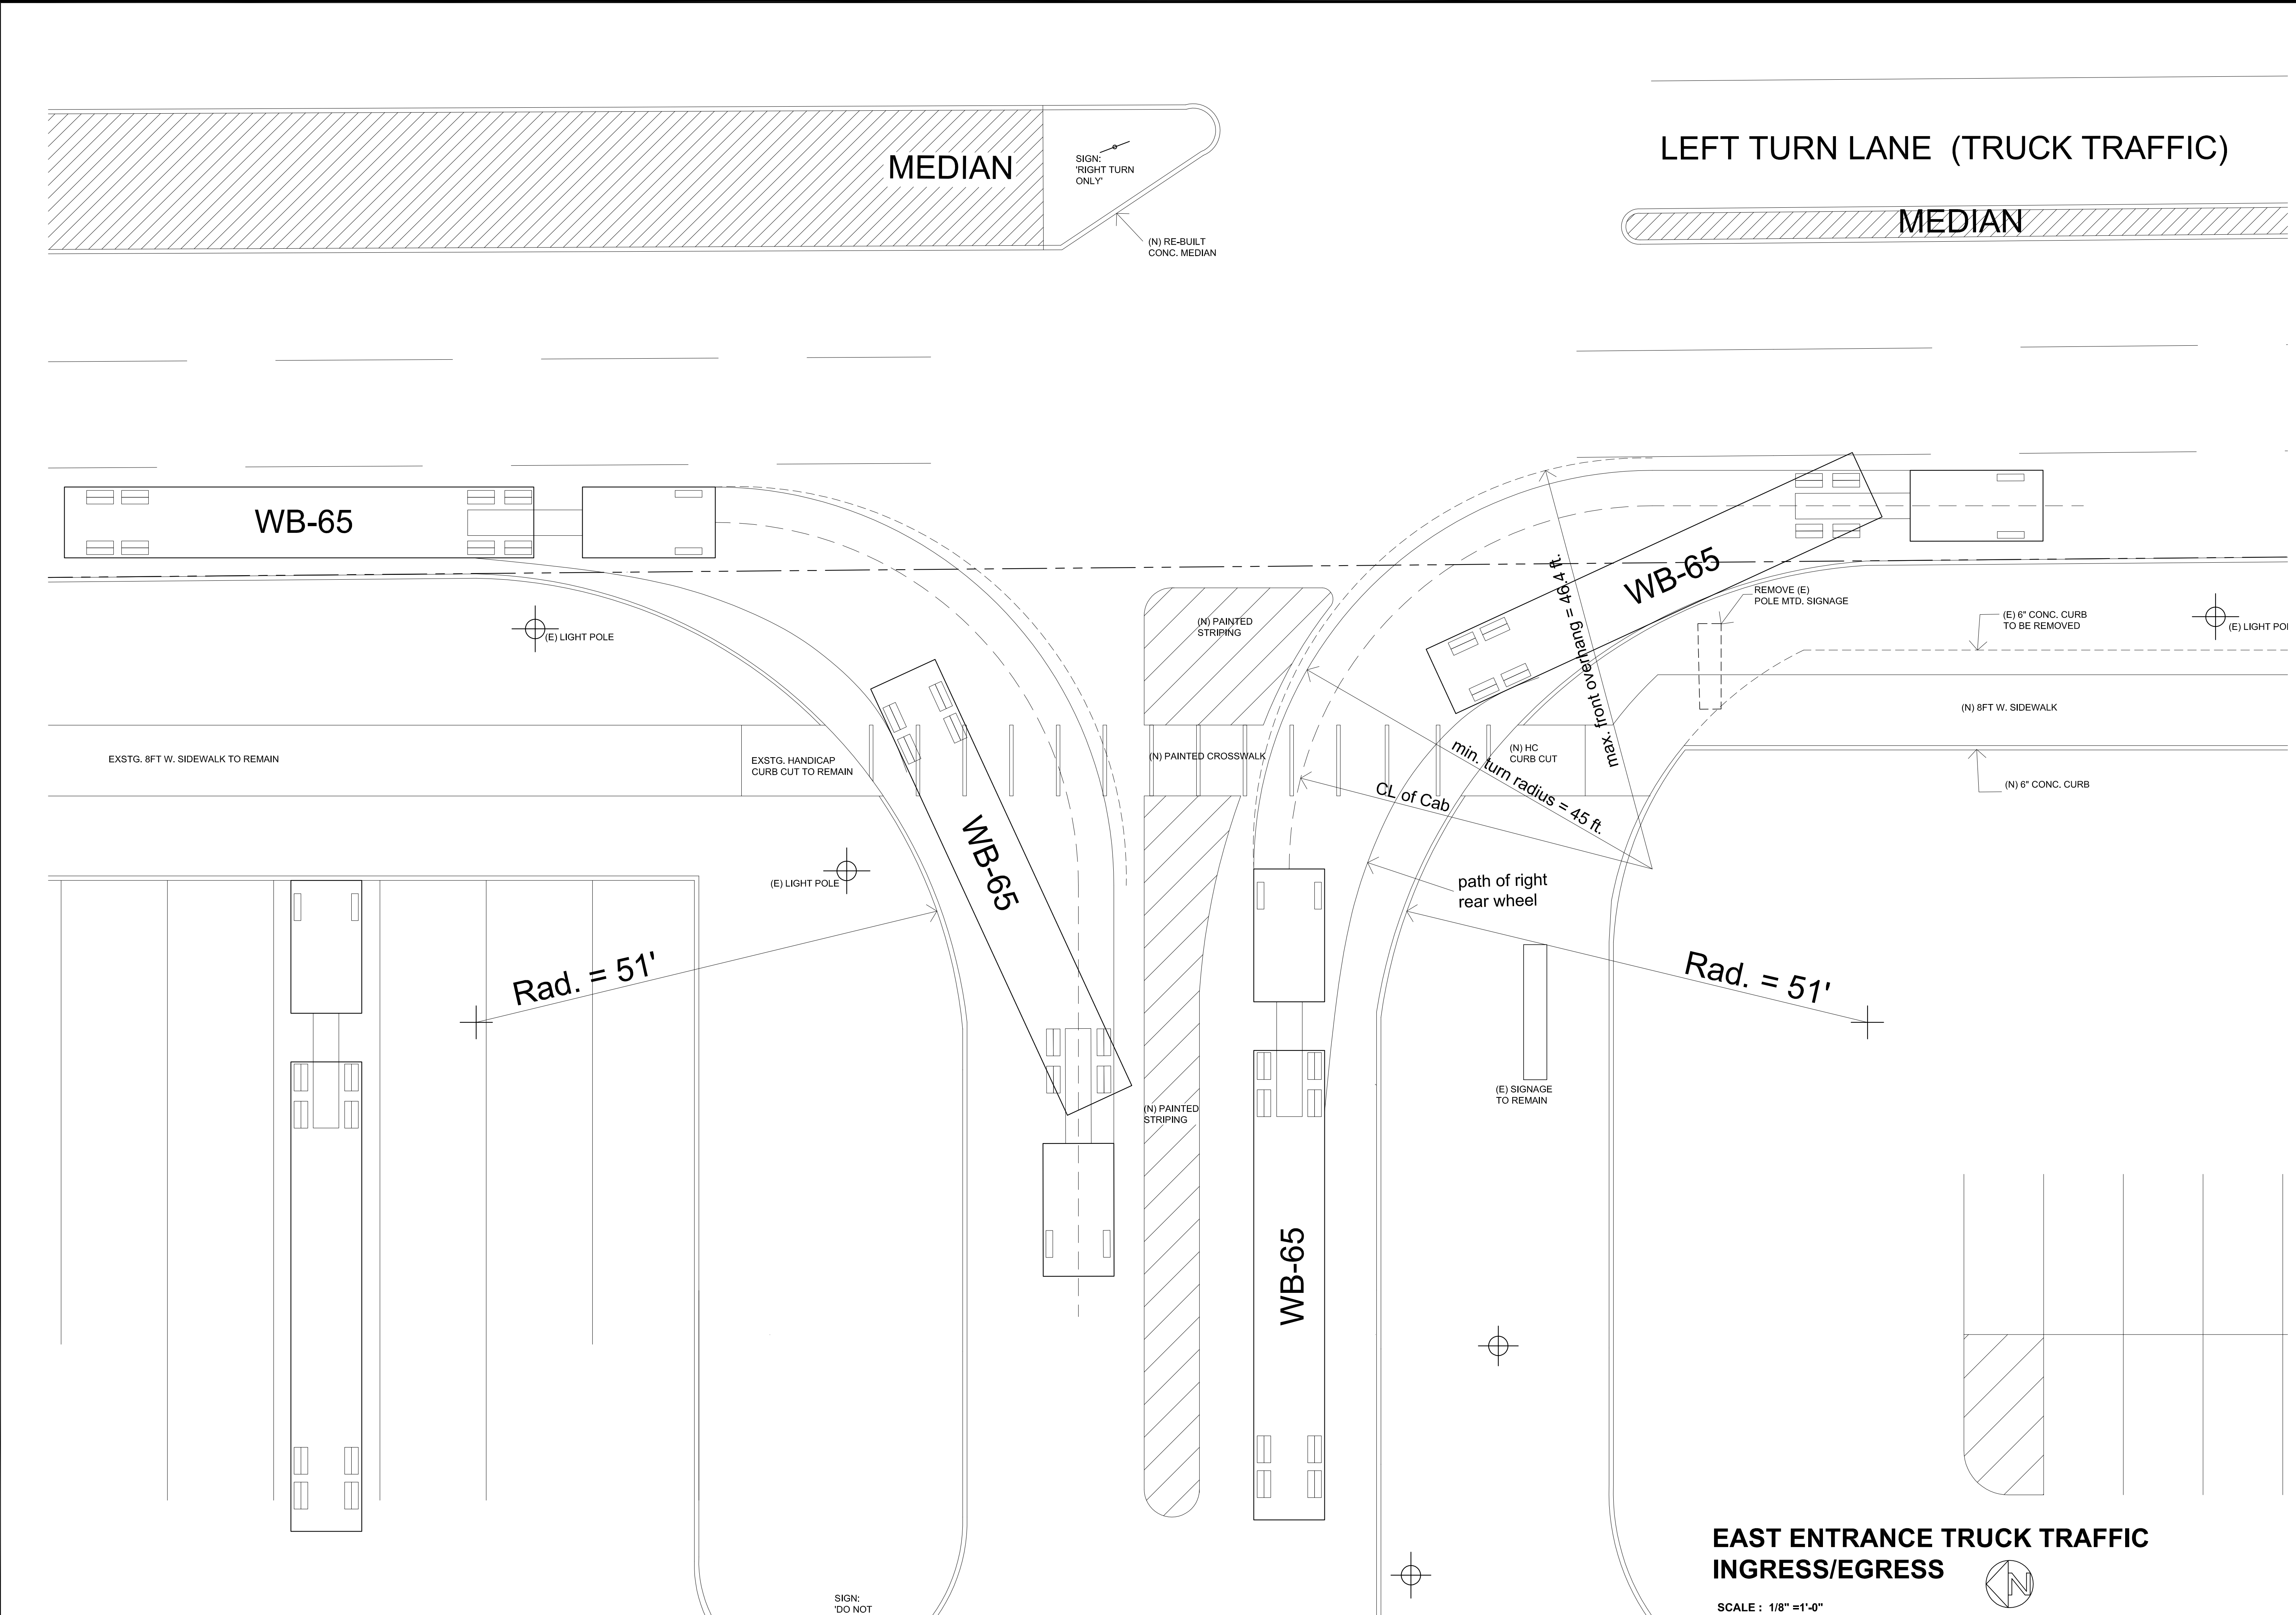 LEFT TURN LANE (TRUCK TRAFFIC)
MEDIAN
SIGN:
'RIGHT TURN
ONLY'
MEDIAN
(N) RE-BUILT
CONC. MEDIAN
WB-65
WB-65
max. front overhang = 46.4 ft.
REMOVE (E)
POLE MTD. SIGNAGE
(E) LIGHT POLE
(N) PAINTED
STRIPING
(E) 6" CONC. CURB
TO BE REMOVED
(E) LIGHT PO
(N) 8FT W. SIDEWALK
EXSTG. 8FT W. SIDEWALK TO REMAIN
EXSTG. HANDICAP
CURB CUT TO REMAIN
(N) PAINTED CROSSWALK
(N) HC
CURB CUT
min. turn radius = 45 ft.
CL of Cab
(N) 6" CONC. CURB
WB-65
(E) LIGHT POLE
path of right
rear wheel
Rad. = 51'
Rad. = 51'
(E) SIGNAGE
TO REMAIN
(N) PAINTED
STRIPING
WB-65
EAST ENTRANCE TRUCK TRAFFIC
INGRESS/EGRESS
N
SCALE : 1/8" =1'-0"
SIGN:
'DO NOT